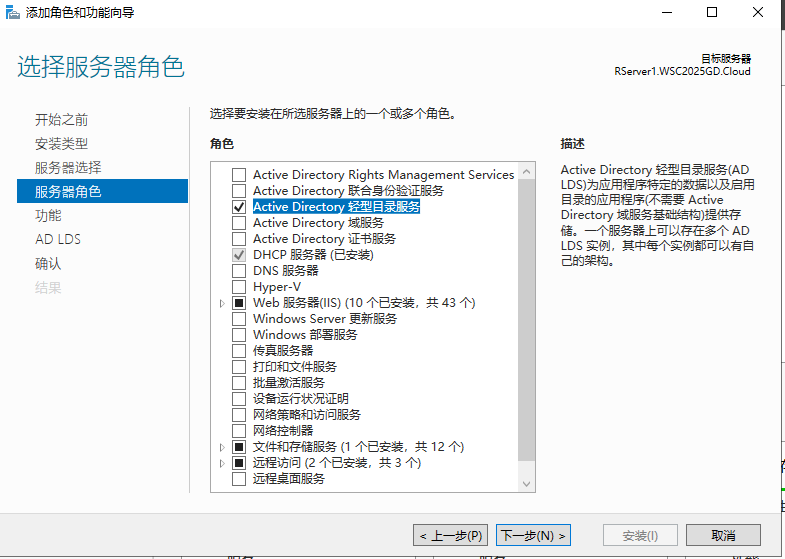 添加角色和功能向导
选择服务器角色
目标服务器
RServer1.WSC2025GD.Cloud
开始之前
安装类型
服务器选择
服务器角色
功能
AD LDS
确认
结果
选择要安装在所选服务器上的一个或多个角色。
角色
Active Directory Rights Management Services
Active Directory 联合身份验证服务
Active Directory 轻型目录服务
Active Directory 域服务
Active Directory 证书服务
DHCP 服务器 (已安装)
DNS 服务器
Hyper-V
Web 服务器(IIS) (10 个已安装，共 43 个)
Windows Server 更新服务
Windows 部署服务
传真服务器
打印和文件服务
批量激活服务
设备运行状况证明
网络策略和访问服务
网络控制器
文件和存储服务 (1 个已安装，共 12 个)
远程访问 (2 个已安装，共 3 个)
远程桌面服务
描述
Active Directory 轻型目录服务(AD
LDS)为应用程序特定的数据以及启用
目录的应用程序(不需要 Active
Directory 域服务基础结构)提供存
储。一个服务器上可以存在多个 AD
LDS 实例，其中每个实例都可以有自
己的架构。
< 上一步(P)
下一步(N) >
安装(I)
取消